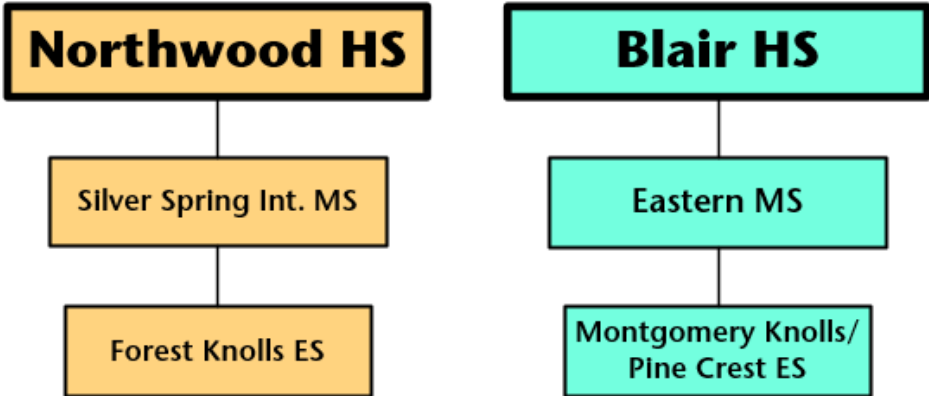 Northwood HS
Blair HS
Silver Spring Int. MS
Eastern MS
Forest Knolls ES
Montgomery Knolls/
Pine Crest ES